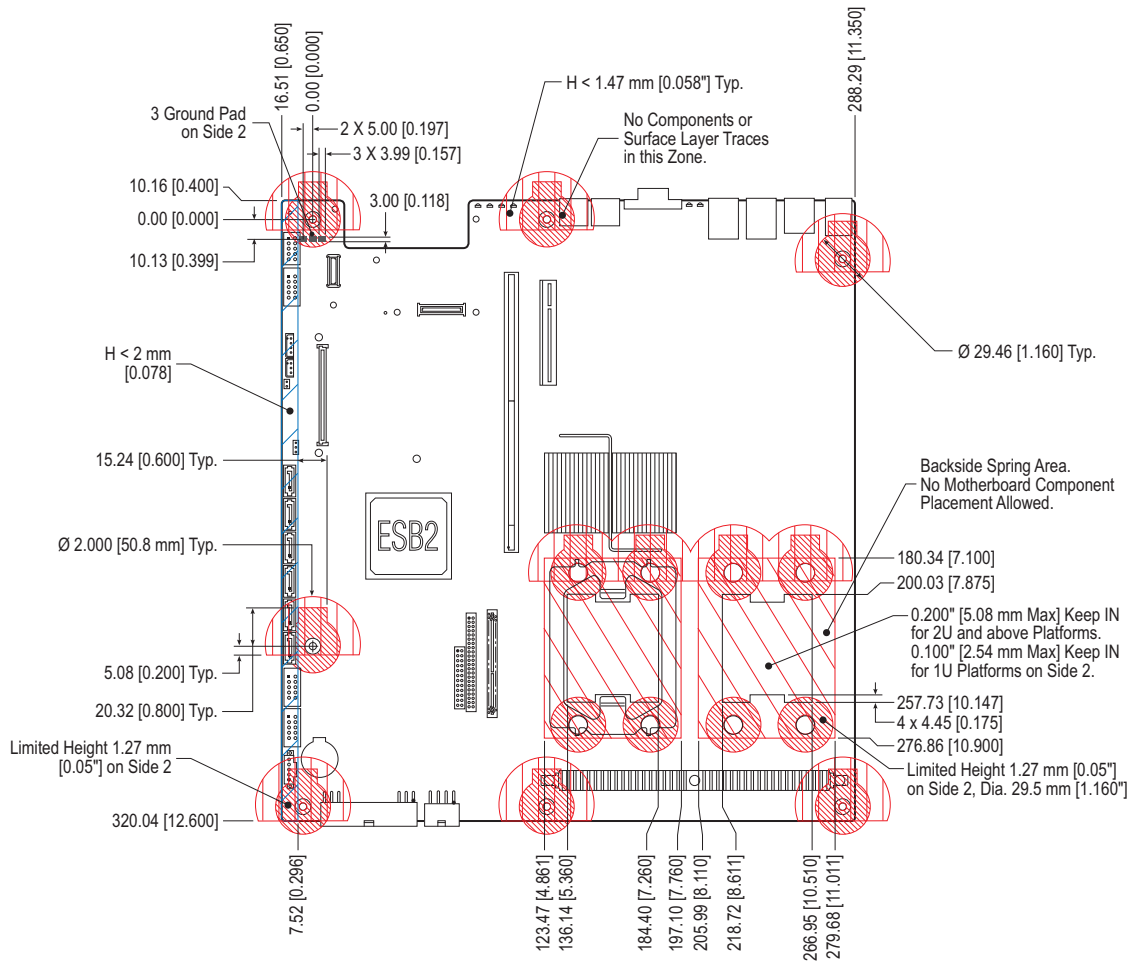 16.51 [0.650]
0.00 [0.000]
288.29 [11.350]
H < 1.47 mm [0.058"] Typ.
3 Ground Pad
on Side 2
2 X 5.00 [0.197]
3 X 3.99 [0.157]
No Components or
Surface Layer Traces
in this Zone.
10.16 [0.400]
3.00 [0.118]
0.00 [0.000]
10.13 [0.399]
H < 2 mm
[0.078]
Ø 29.46 [1.160] Typ.
15.24 [0.600] Typ.
Backside Spring Area.
No Motherboard Component
Placement Allowed.
ESB2
Ø 2.000 [50.8 mm] Typ.
180.34 [7.100]
200.03 [7.875]
0.200" [5.08 mm Max] Keep IN
for 2U and above Platforms.
0.100" [2.54 mm Max] Keep IN
for 1U Platforms on Side 2.
5.08 [0.200] Typ.
20.32 [0.800] Typ.
257.73 [10.147]
4 x 4.45 [0.175]
276.86 [10.900]
Limited Height 1.27 mm
[0.05"] on Side 2
Limited Height 1.27 mm [0.05"]
on Side 2, Dia. 29.5 mm [1.160"]
320.04 [12.600]
7.52 [0.296]
123.47 [4.861]
136.14 [5.360]
184.40 [7.260]
197.10 [7.760]
205.99 [8.110]
218.72 [8.611]
266.95 [10.510]
279.68 [11.011]